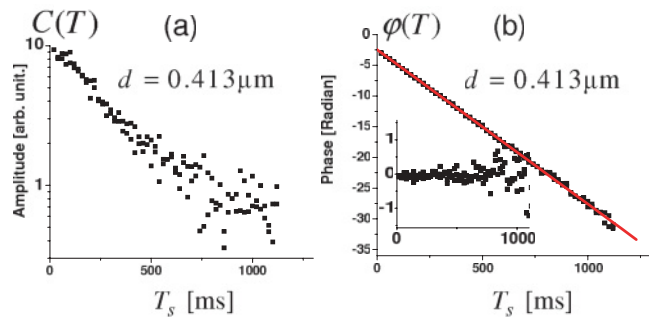 C(T) (a)
d = 0.413μm
Amplitude [arb. unit.]
10
1
0 500 1000
T_s [ms]
φ(T) (b)
d = 0.413μm
Phase [Radian]
0
-5
-10
-15
-20
-25
-30
-35
1
0
-1
0 1000
0 500 1000
T_s [ms]